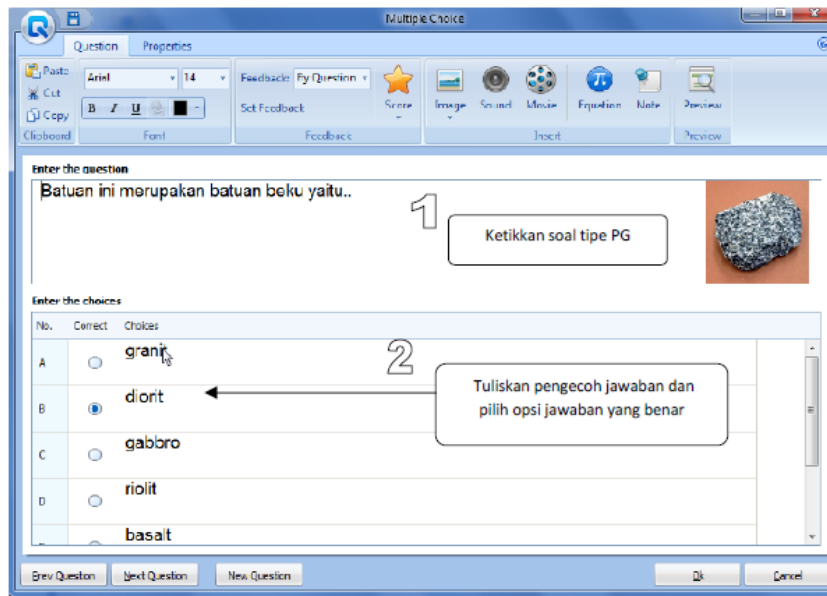 Multiple Choice
Question Properties
Paste
Cut
Copy
Clipboard
Arial 14
B I U
Font
Feedback: By Question
Set Feedback
Feedback
Score
Image Sound Movie Equation Note
Insert
Preview
Preview
Enter the question
Batuan ini merupakan batuan beku yaitu..
1
Ketikkan soal tipe PG
Enter the choices
No. Correct Choices
A granit
B diorit
C gabbro
D riolit
basalt
2
Tuliskan pengecoh jawaban dan
pilih opsi jawaban yang benar
Prev Question Next Question New Question Ok Cancel